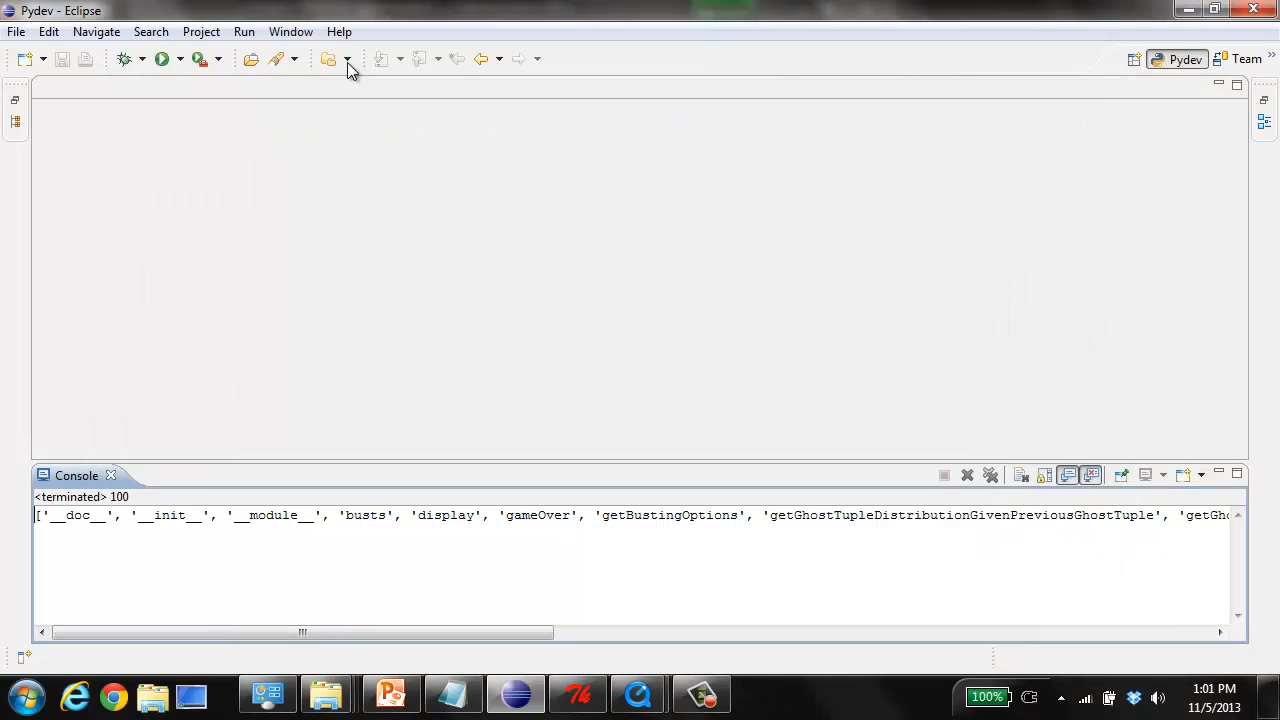 Pydev - Eclipse
File Edit Navigate Search Project Run Window Help
Pydev Team
Console
<terminated> 100
['__doc__', '__init__', '__module__', 'busts', 'display', 'gameOver', 'getBustingOptions', 'getGhostTupleDistributionGivenPreviousGhostTuple', 'getGho
100% 1:01 PM
11/5/2013